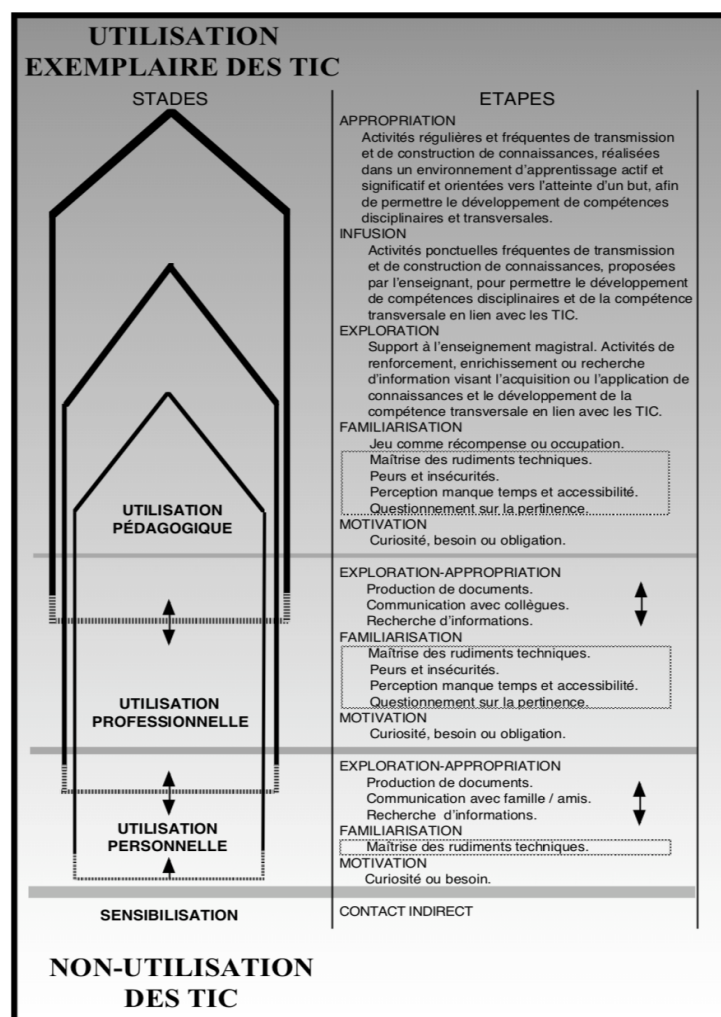 UTILISATION
EXEMPLAIRE DES TIC
STADES
ETAPES
APPROPRIATION
Activités régulières et fréquentes de transmission
et de construction de connaissances, réalisées
dans un environnement d'apprentissage actif et
significatif et orientées vers l'atteinte d'un but, afin
de permettre le développement de compétences
disciplinaires et transversales.
INFUSION
Activités ponctuelles fréquentes de transmission
et de construction de connaissances, proposées
par l'enseignant, pour permettre le développement
de compétences disciplinaires et de la compétence
transversale en lien avec les TIC.
EXPLORATION
Support à l'enseignement magistral. Activités de
renforcement, enrichissement ou recherche
d'information visant l'acquisition ou l'application de
connaissances et le développement de la
compétence transversale en lien avec les TIC.
FAMILIARISATION
Jeu comme récompense ou occupation.
Maîtrise des rudiments techniques.
Peurs et insécurités.
Perception manque temps et accessibilité.
Questionnement sur la pertinence.
MOTIVATION
Curiosité, besoin ou obligation.
UTILISATION
PÉDAGOGIQUE
EXPLORATION-APPROPRIATION
Production de documents.
Communication avec collègues.
Recherche d'informations.
FAMILIARISATION
Maîtrise des rudiments techniques.
Peurs et insécurités.
Perception manque temps et accessibilité.
Questionnement sur la pertinence.
MOTIVATION
Curiosité, besoin ou obligation.
UTILISATION
PROFESSIONNELLE
EXPLORATION-APPROPRIATION
Production de documents.
Communication avec famille / amis.
Recherche d'informations.
FAMILIARISATION
Maîtrise des rudiments techniques.
MOTIVATION
Curiosité ou besoin.
UTILISATION
PERSONNELLE
SENSIBILISATION
CONTACT INDIRECT
NON-UTILISATION
DES TIC